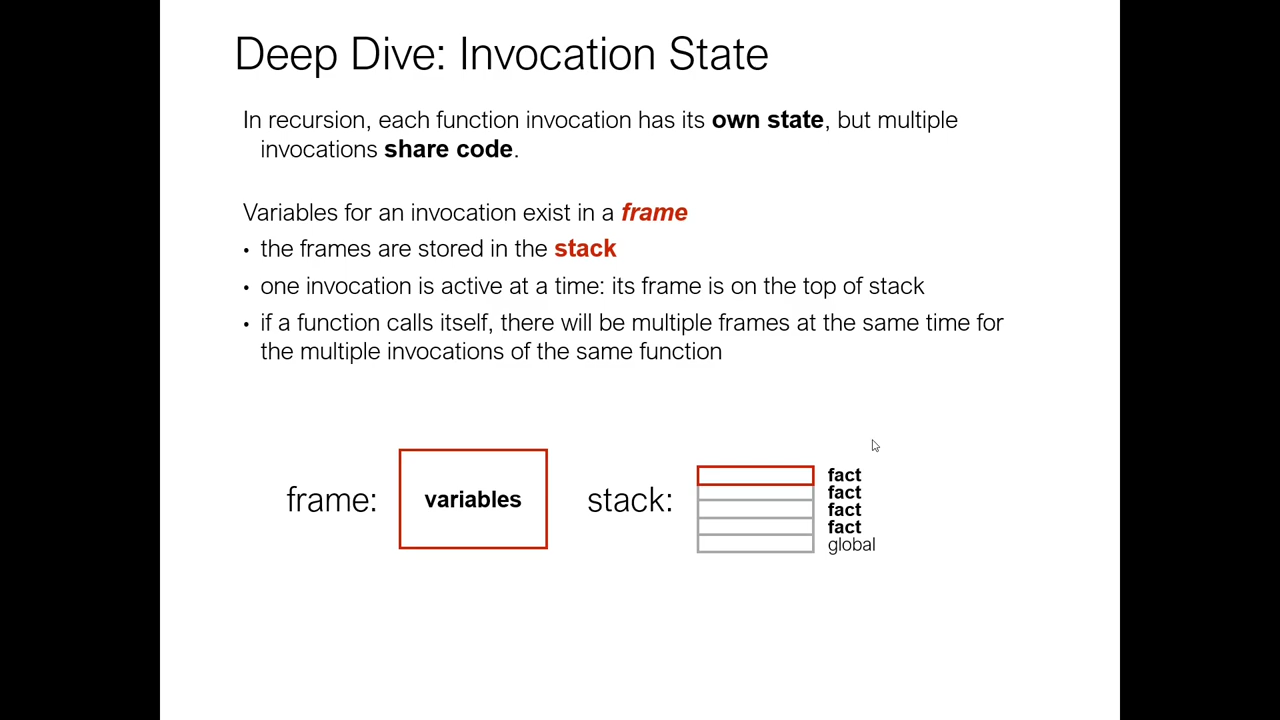 Deep Dive: Invocation State
In recursion, each function invocation has its own state, but multiple
invocations share code.
Variables for an invocation exist in a frame
• the frames are stored in the stack
• one invocation is active at a time: its frame is on the top of stack
• if a function calls itself, there will be multiple frames at the same time for
the multiple invocations of the same function
frame:
variables
stack:
fact
fact
fact
fact
global